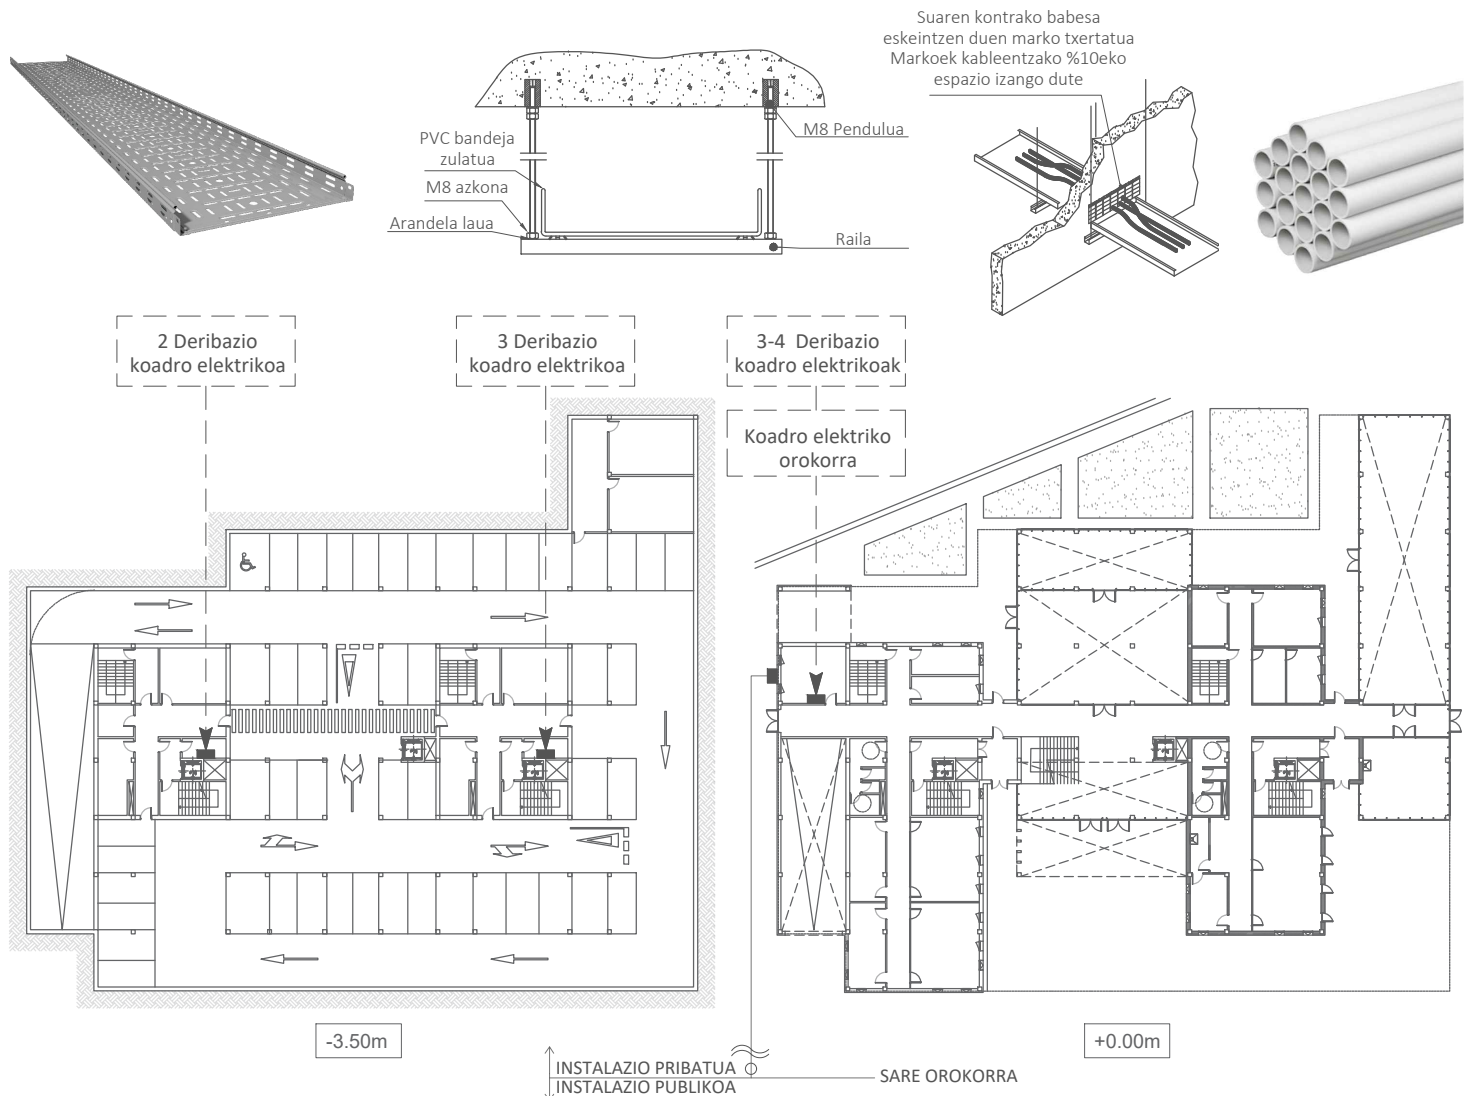 Suaren kontrako babesa
eskeintzen duen marko txertatua
Markoek kableentzako %10eko
espazio izango dute
M8 Pendulua
PVC bandeja
zulatua
M8 azkona
Arandela laua
Raila
2 Deribazio
koadro elektrikoa
3 Deribazio
koadro elektrikoa
3-4 Deribazio
koadro elektrikoak
Koadro elektriko
orokorra
-3.50m
+0.00m
INSTALAZIO PRIBATUA
INSTALAZIO PUBLIKOA
SARE OROKORRA